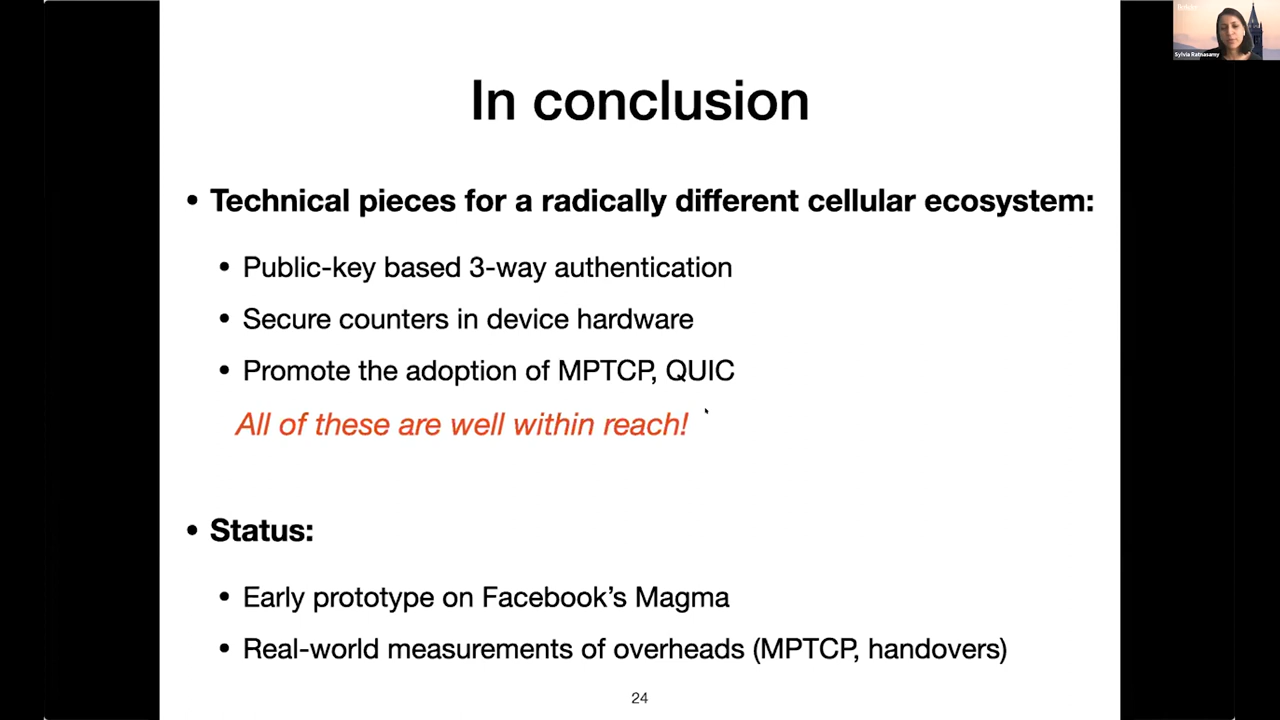 Sylvia Ratnasamy
In conclusion
• Technical pieces for a radically different cellular ecosystem:
• Public-key based 3-way authentication
• Secure counters in device hardware
• Promote the adoption of MPTCP, QUIC
All of these are well within reach!
• Status:
• Early prototype on Facebook’s Magma
• Real-world measurements of overheads (MPTCP, handovers)
24